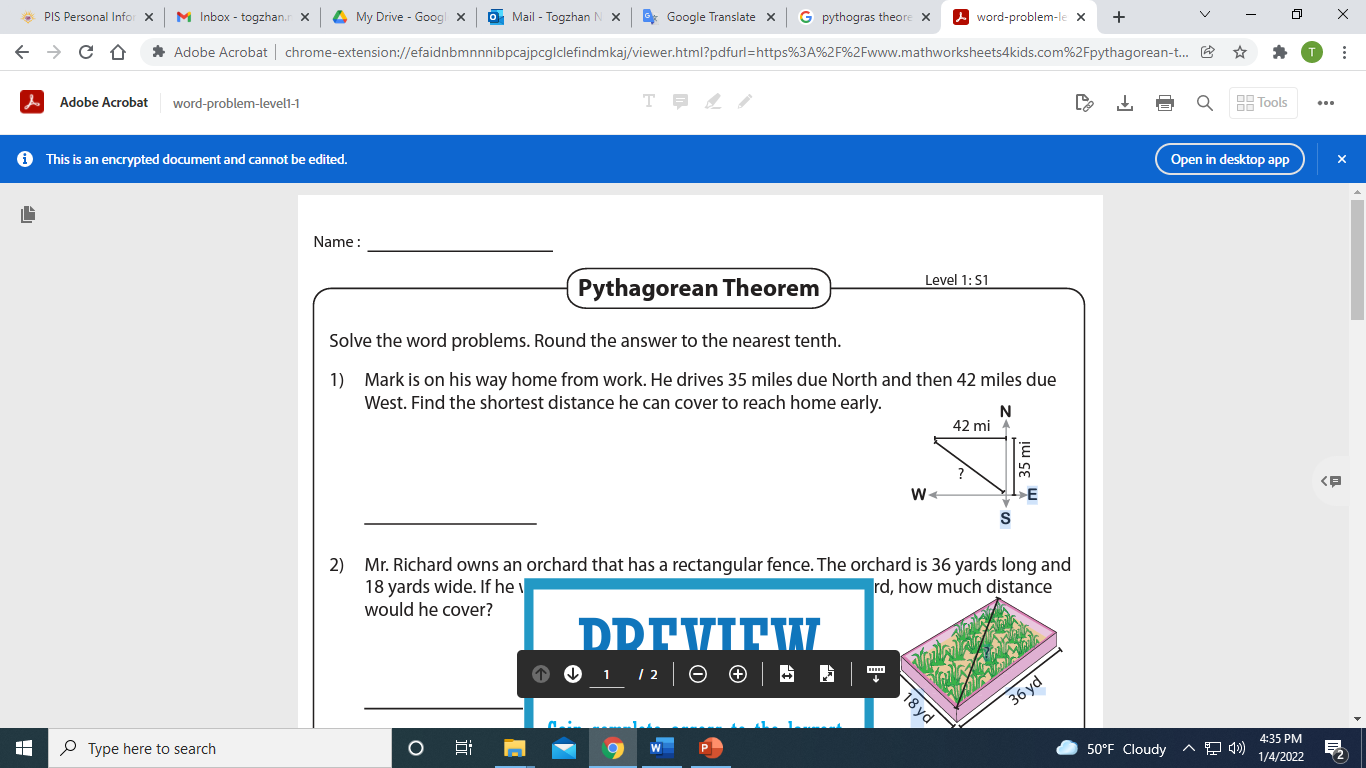 PIS Personal Infor
Inbox - togzhan.n
My Drive - Googl
Mail - Togzhan N
Google Translate
pythogras theore
word-problem-le
Adobe Acrobat
chrome-extension://efaidnbmnnnibpcajpcglclefindmkaj/viewer.html?pdfurl=https%3A%2F%2Fwww.mathworksheets4kids.com%2Fpythagorean-t...
T
Adobe Acrobat
word-problem-level1-1
T
Tools
This is an encrypted document and cannot be edited.
Open in desktop app
Name :
Level 1: S1
Pythagorean Theorem
Solve the word problems. Round the answer to the nearest tenth.
1) Mark is on his way home from work. He drives 35 miles due North and then 42 miles due
West. Find the shortest distance he can cover to reach home early.
N
42 mi
35 mi
?
W
E
S
2) Mr. Richard owns an orchard that has a rectangular fence. The orchard is 36 yards long and
18 yards wide. If he rd, how much distance
would he cover?
PREVIEW
?
18 yd
36 yd
1 / 2
Gain complete access to the largest
Type here to search
50°F Cloudy
4:35 PM
1/4/2022
2